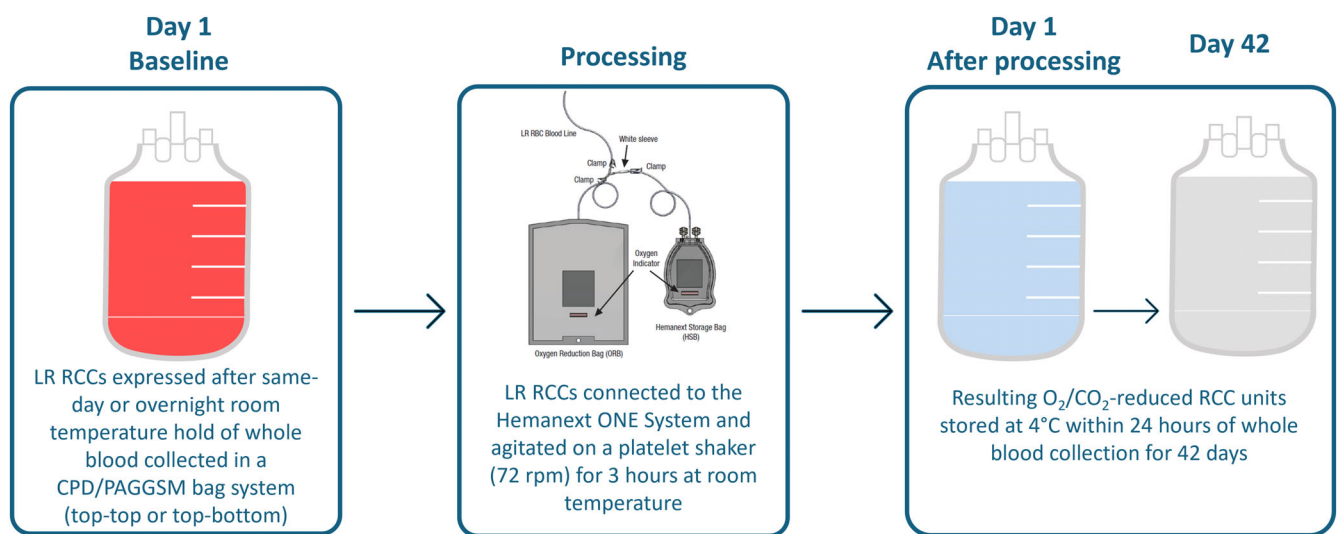 Day 1
Baseline
LR RCCs expressed after same-
day or overnight room
temperature hold of whole
blood collected in a
CPD/PAGGSM bag system
(top-top or top-bottom)
Processing
LR RBC Blood Line
White sleeve
Clamp
Clamp
Clamp
Oxygen
Indicator
Hemanext Storage Bag
(HSB)
Oxygen Reduction Bag (ORB)
LR RCCs connected to the
Hemanext ONE System and
agitated on a platelet shaker
(72 rpm) for 3 hours at room
temperature
Day 1
After processing
Day 42
Resulting O₂/CO₂-reduced RCC units
stored at 4°C within 24 hours of whole
blood collection for 42 days